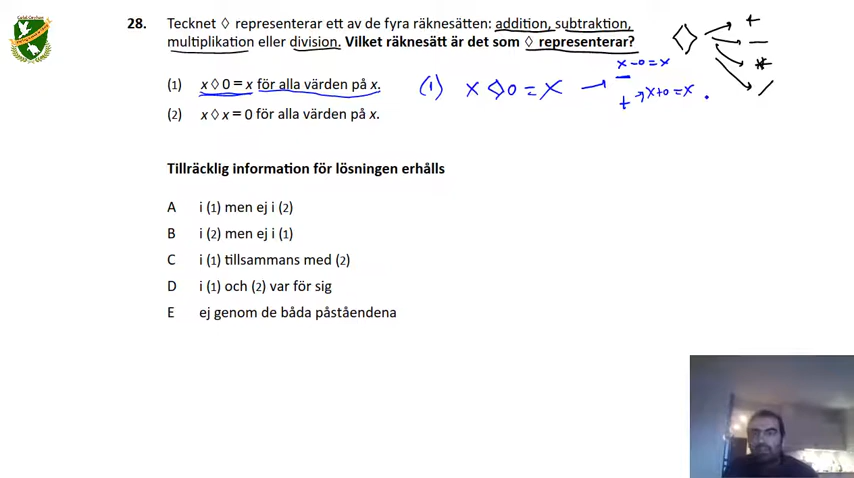 28. Tecknet ◊ representerar ett av de fyra räknesätten: addition, subtraktion,
multiplikation eller division. Vilket räknesätt är det som ◊ representerar?
(1) x ◊ 0 = x för alla värden på x.
(2) x ◊ x = 0 för alla värden på x.
(1) x ◊ 0 = x →
x - 0 = x
−
+ → x + 0 = x
◊ → +
→ −
→ *
→ /
Tillräcklig information för lösningen erhålls
A i (1) men ej i (2)
B i (2) men ej i (1)
C i (1) tillsammans med (2)
D i (1) och (2) var för sig
E ej genom de båda påståendena